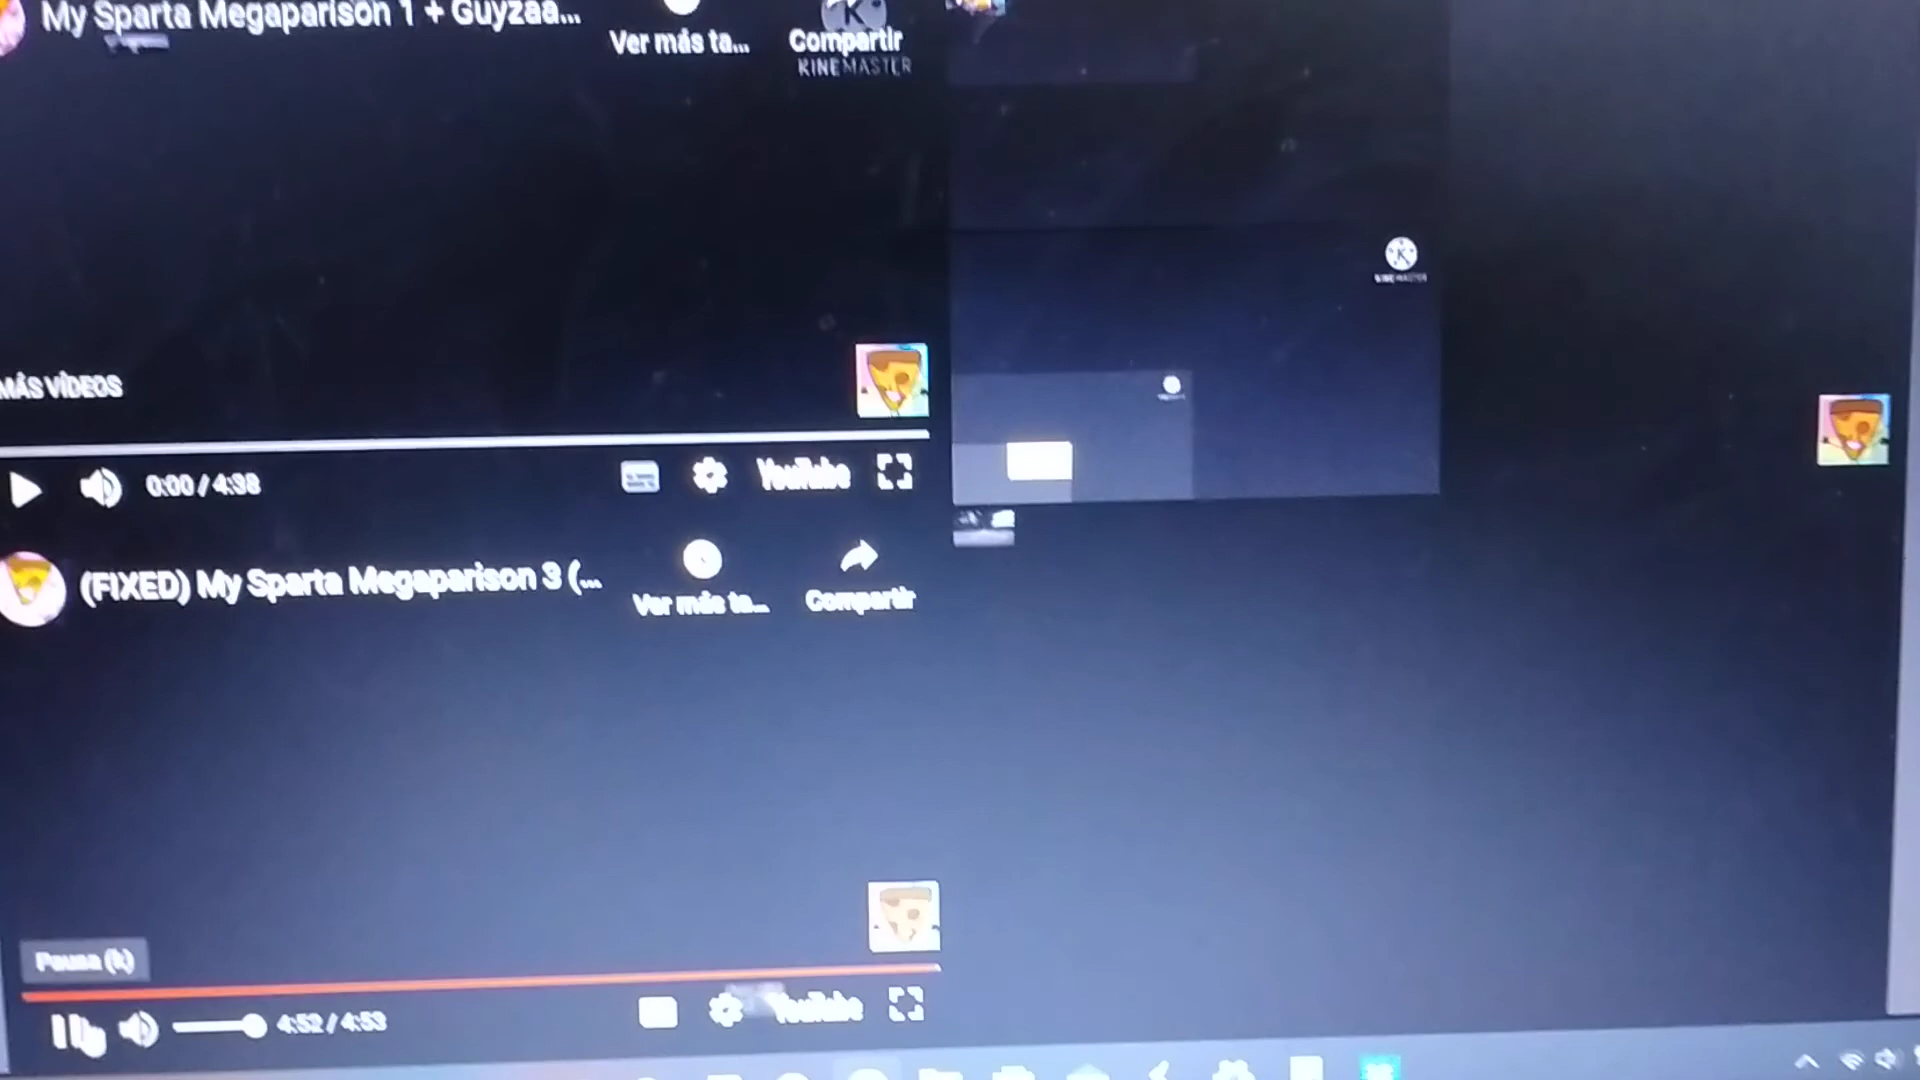 My Sparta Megaparison 1 + Guyzaa...
Ver más ta...
Compartir
KINEMASTER
KINEMASTER
MÁS VÍDEOS
0:00 / 4:38
YouTube
(FIXED) My Sparta Megaparison 3 (...
Ver más ta...
Compartir
Pausa (k)
4:52 / 4:53
YouTube